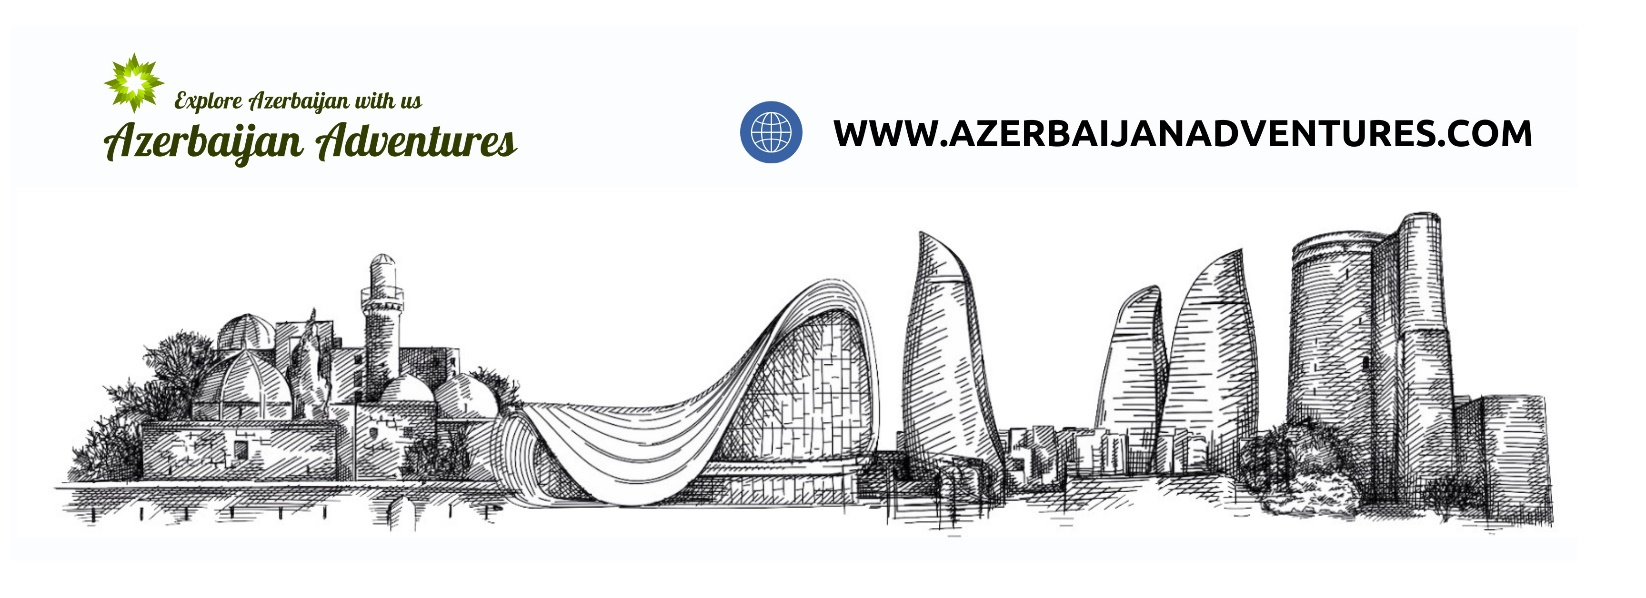 Explore Azerbaijan with us
Azerbaijan Adventures
WWW.AZERBAIJANADVENTURES.COM